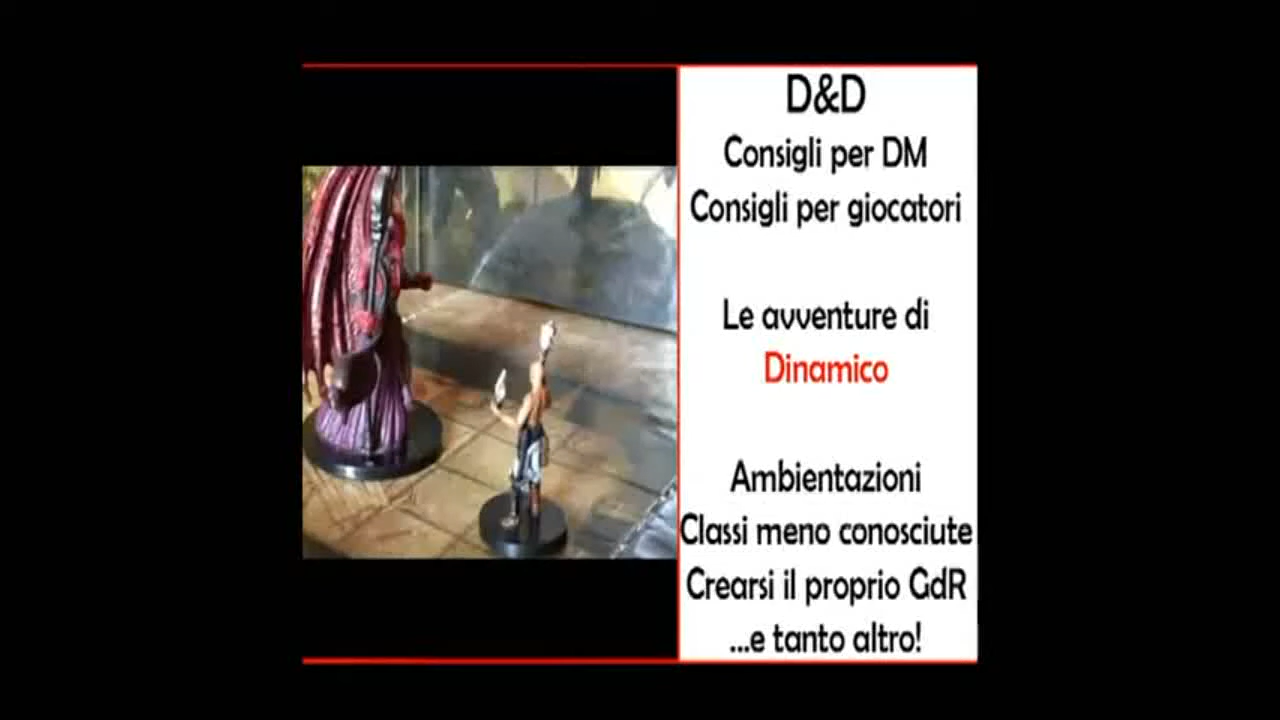 D&D
Consigli per DM
Consigli per giocatori
Le avventure di
Dinamico
Ambientazioni
Classi meno conosciute
Crearsi il proprio GdR
...e tanto altro!